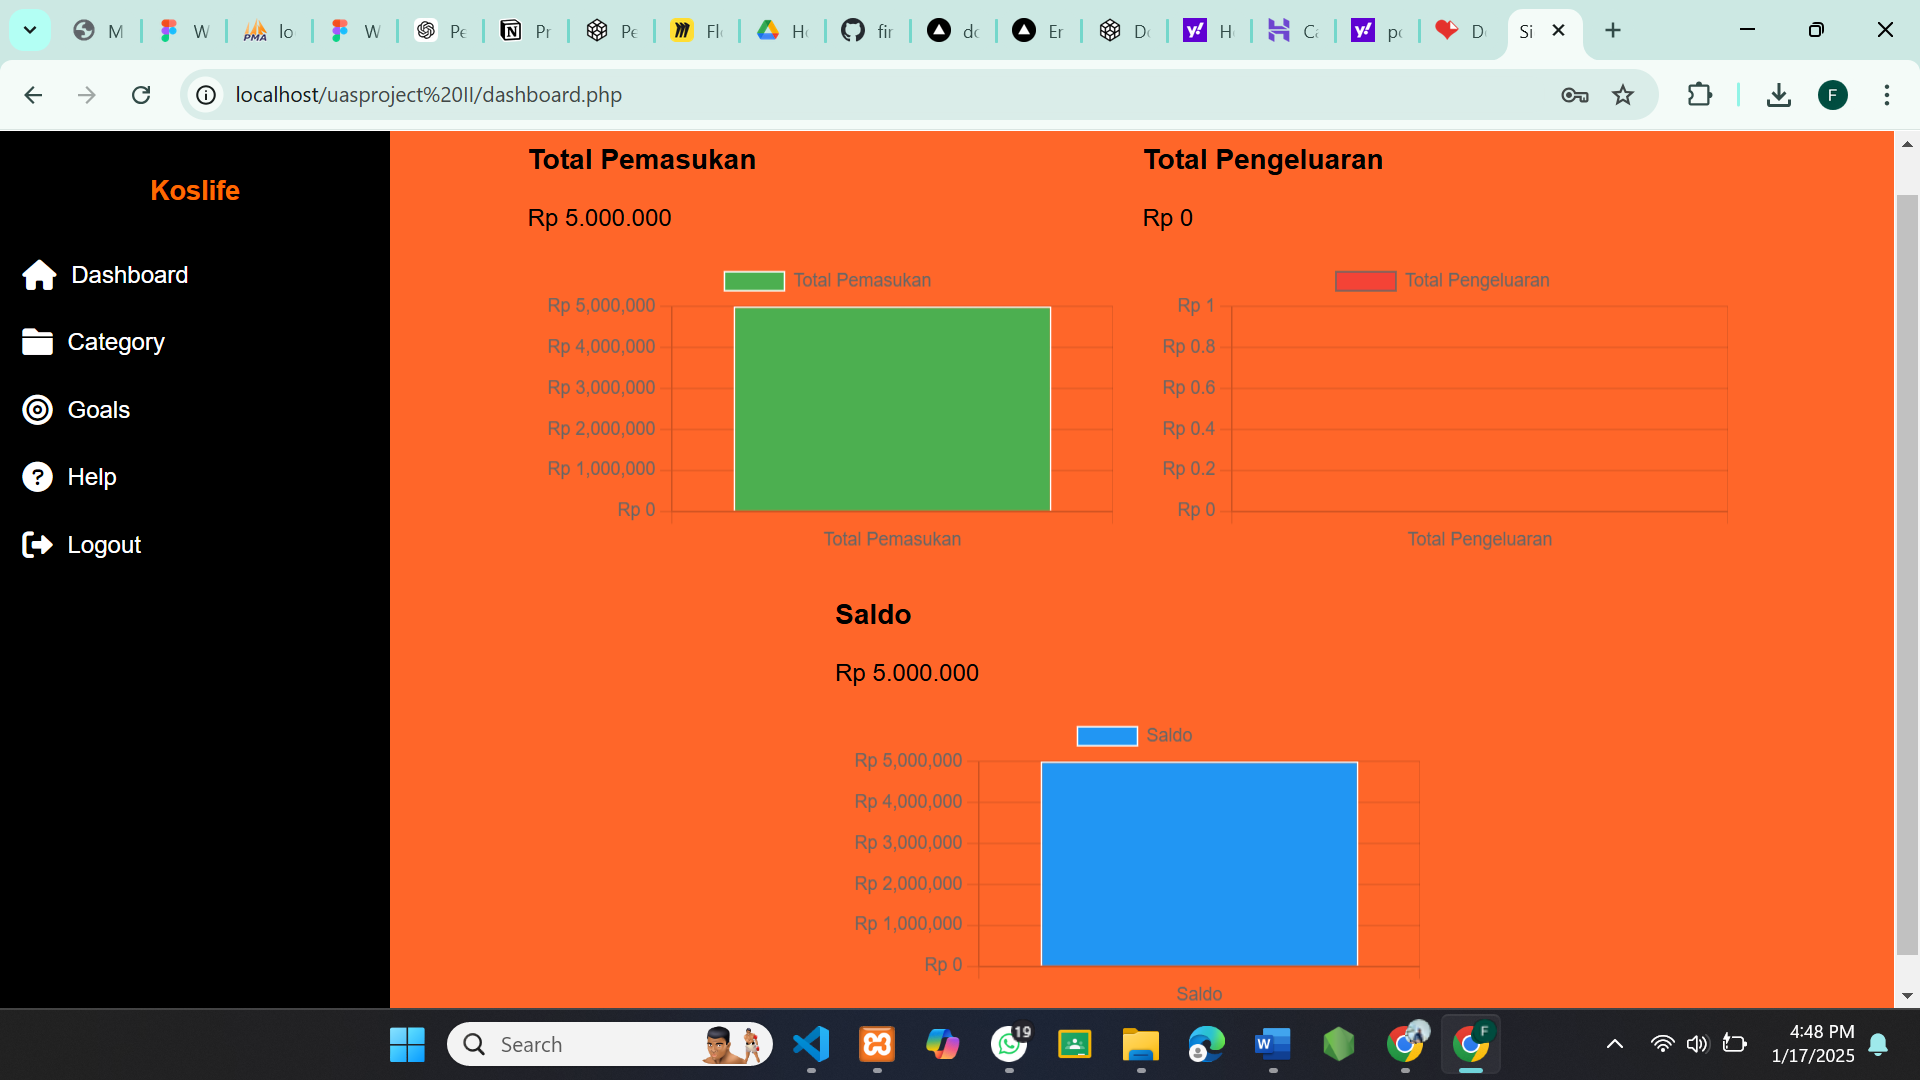 M
W
lo
W
Pe
Pr
Pe
Fl
fir
Er
Si
localhost/uasproject%20II/dashboard.php
F
Koslife
Dashboard
Category
Goals
Help
Logout
Total Pemasukan
Rp 5.000.000
Total Pemasukan
Rp 5,000,000
Rp 4,000,000
Rp 3,000,000
Rp 2,000,000
Rp 1,000,000
Rp 0
Total Pemasukan
Total Pengeluaran
Rp 0
Total Pengeluaran
Rp 1
Rp 0.8
Rp 0.6
Rp 0.4
Rp 0.2
Rp 0
Total Pengeluaran
Saldo
Rp 5.000.000
Saldo
Rp 5,000,000
Rp 4,000,000
Rp 3,000,000
Rp 2,000,000
Rp 1,000,000
Rp 0
Saldo
Search
19
F
4:48 PM
1/17/2025